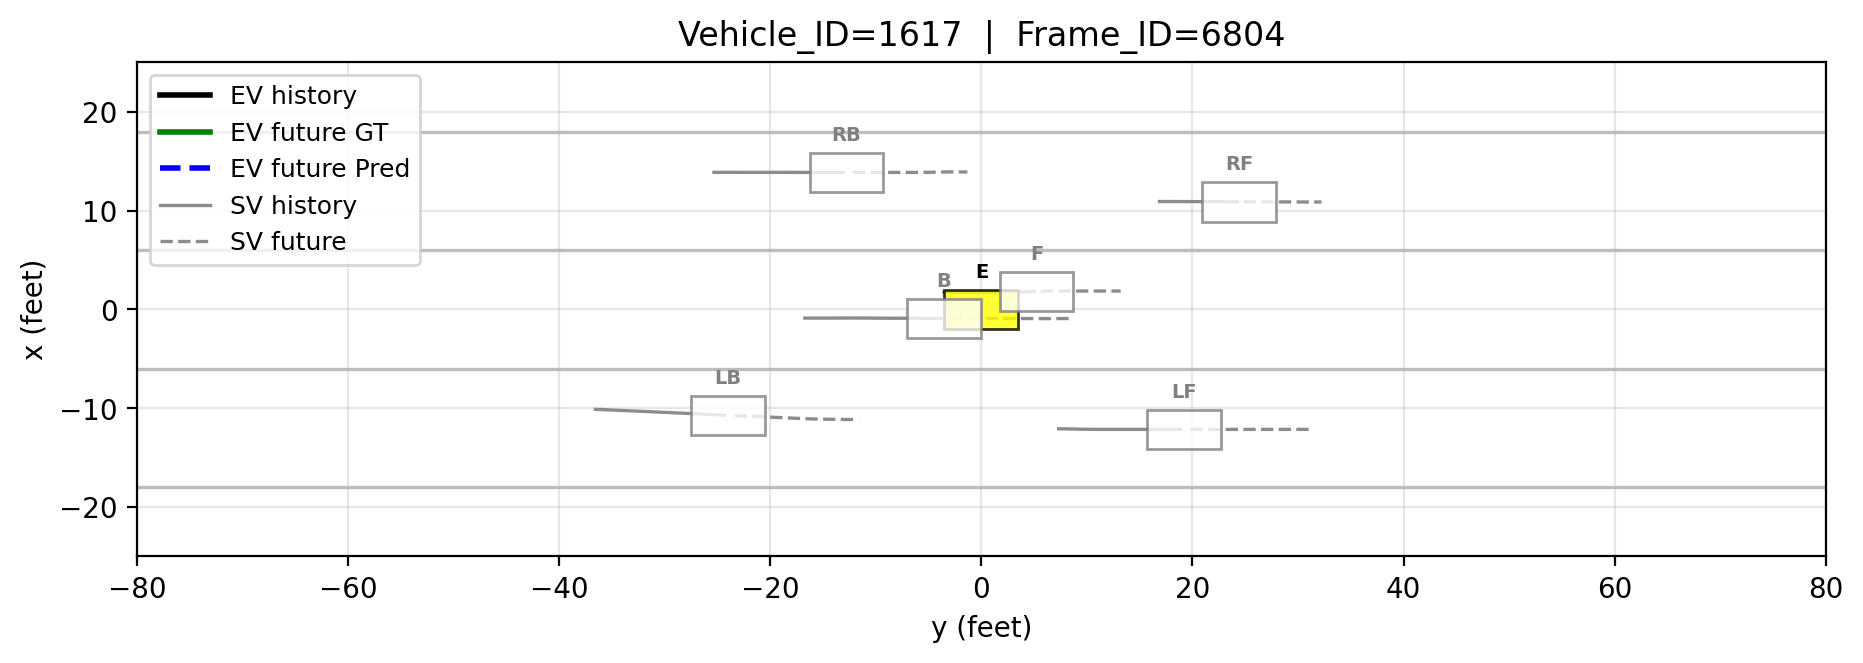 Vehicle_ID=1617  |  Frame_ID=6804
EV history
EV future GT
EV future Pred
SV history
SV future
RB
RF
F
E
B
LB
LF
20
10
0
−10
−20
x (feet)
−80
−60
−40
−20
0
20
40
60
80
y (feet)